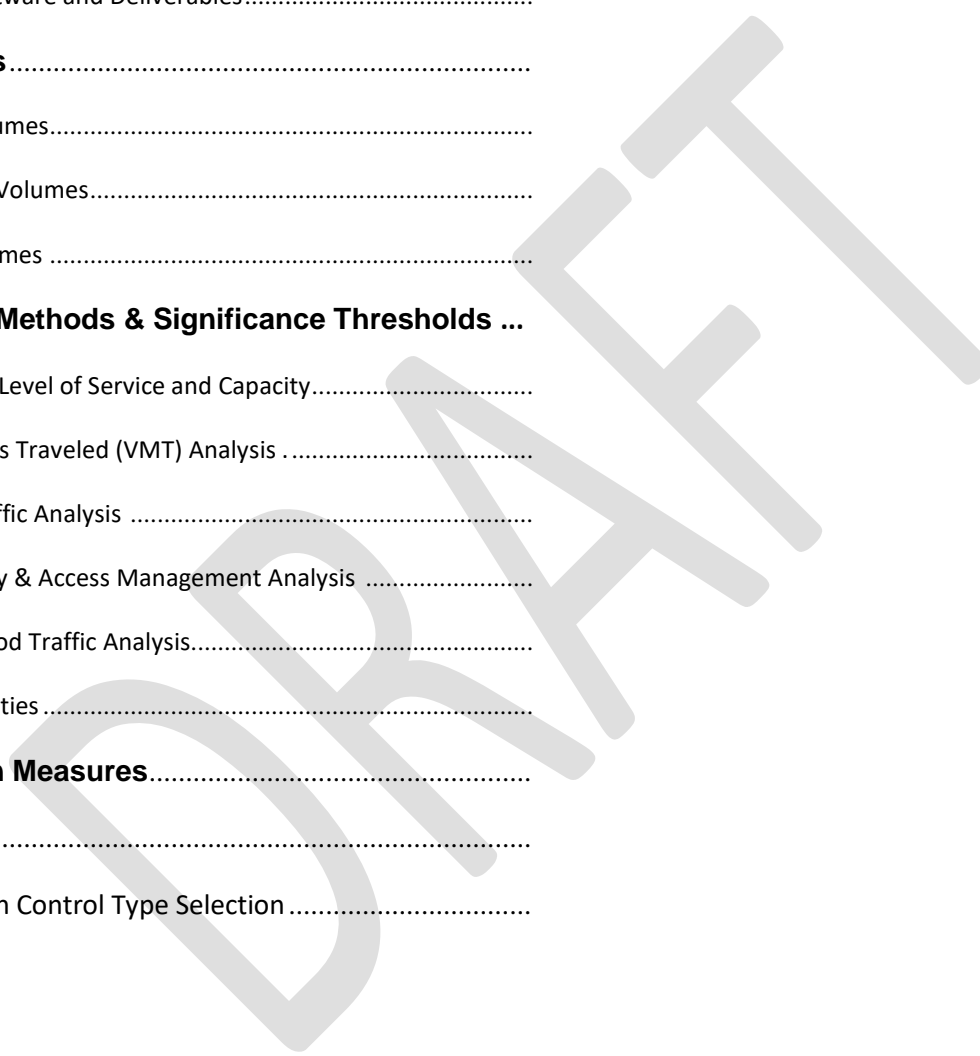 tware and Deliverables
s
umes
Volumes
mes
Methods & Significance Thresholds ...
Level of Service and Capacity
s Traveled (VMT) Analysis
ffic Analysis
y & Access Management Analysis
od Traffic Analysis
ties
n Measures
n Control Type Selection
DRAFT